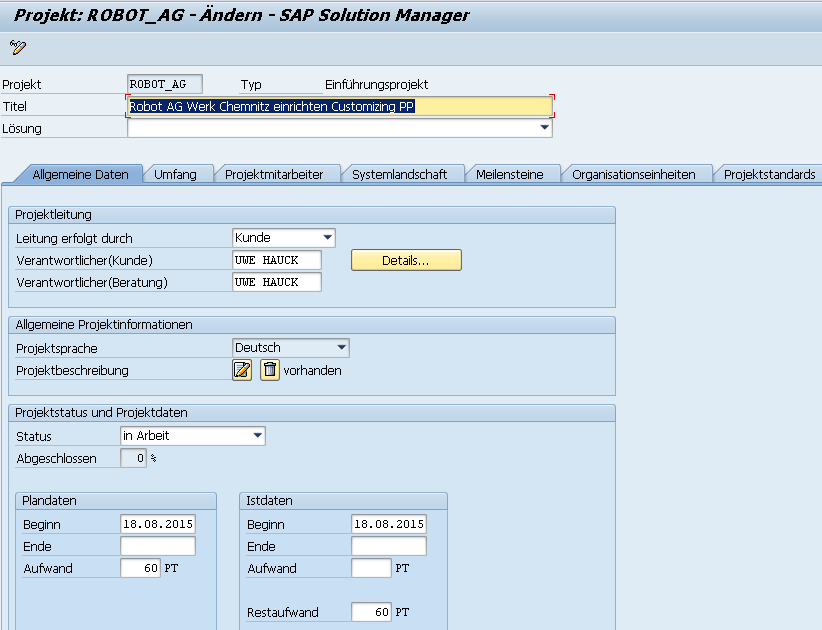 Projekt: ROBOT_AG - Ändern - SAP Solution Manager
Projekt ROBOT_AG Typ Einführungsprojekt
Titel Robot AG Werk Chemnitz einrichten Customizing PP
Lösung
Allgemeine Daten Umfang Projektmitarbeiter Systemlandschaft Meilensteine Organisationseinheiten Projektstandards
Projektleitung
Leitung erfolgt durch Kunde
Verantwortlicher(Kunde) UWE HAUCK Details...
Verantwortlicher(Beratung) UWE HAUCK
Allgemeine Projektinformationen
Projektsprache Deutsch
Projektbeschreibung vorhanden
Projektstatus und Projektdaten
Status in Arbeit
Abgeschlossen 0 %
Plandaten Istdaten
Beginn 18.08.2015 Beginn 18.08.2015
Ende Ende
Aufwand 60 PT Aufwand PT
Restaufwand 60 PT